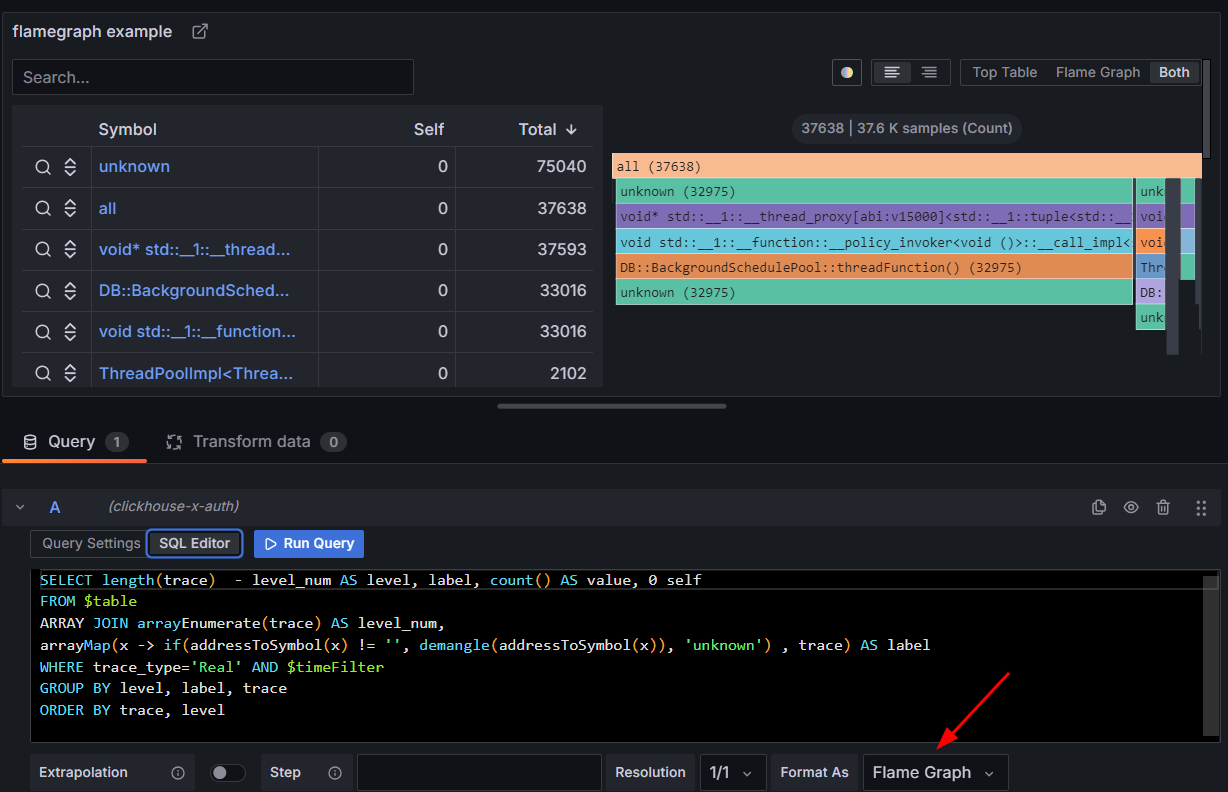 flamegraph example
Search...
Top Table Flame Graph Both
Symbol Self Total
unknown 0 75040
all 0 37638
void* std::__1::__thread... 0 37593
DB::BackgroundSched... 0 33016
void std::__1::__function... 0 33016
ThreadPoolImpl<Threa... 0 2102
37638 | 37.6 K samples (Count)
all (37638)
unknown (32975) unk
void* std::__1::__thread_proxy[abi:v15000]<std::__1::tuple<std::__ voi
void std::__1::__function::__policy_invoker<void ()>::__call_impl< voi
DB::BackgroundSchedulePool::threadFunction() (32975) Thr
unknown (32975) DB:
unk
Query 1 Transform data 0
A (clickhouse-x-auth)
Query Settings SQL Editor Run Query
SELECT length(trace)  - level_num AS level, label, count() AS value, 0 self
FROM $table
ARRAY JOIN arrayEnumerate(trace) AS level_num,
arrayMap(x -> if(addressToSymbol(x) != '', demangle(addressToSymbol(x)), 'unknown') , trace) AS label
WHERE trace_type='Real' AND $timeFilter
GROUP BY level, label, trace
ORDER BY trace, level
Extrapolation Step Resolution 1/1 Format As Flame Graph